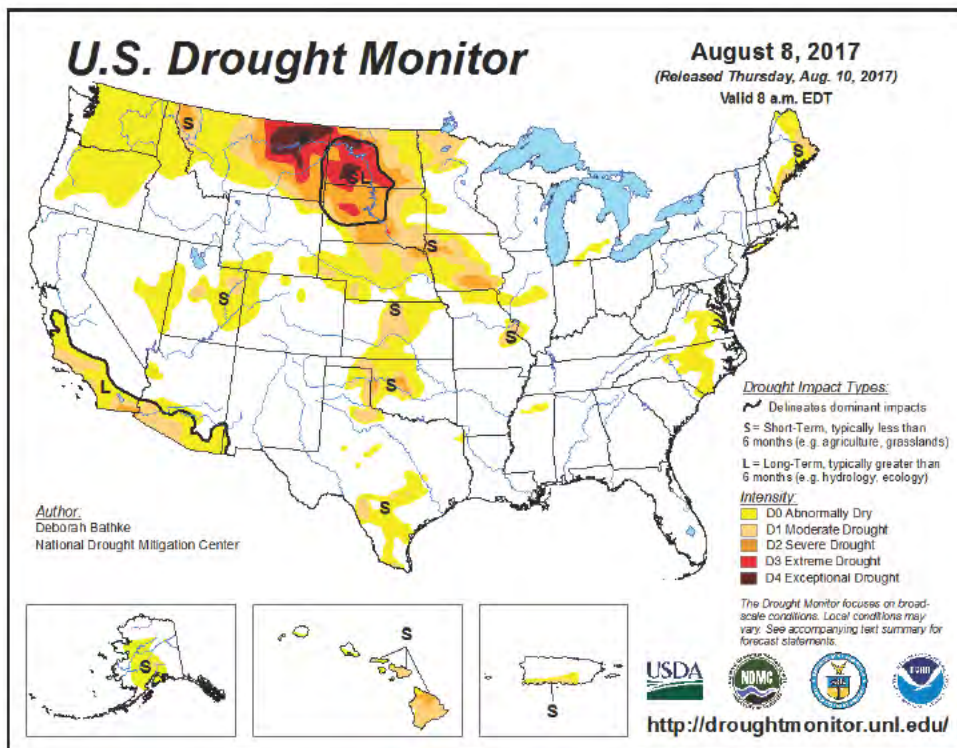 U.S. Drought Monitor
August 8, 2017
(Released Thursday, Aug. 10, 2017)
Valid 8 a.m. EDT
S
S
SL
S
S
S
S
L
S
S
Drought Impact Types:
Delineates dominant impacts
S = Short-Term, typically less than
6 months (e.g. agriculture, grasslands)
L = Long-Term, typically greater than
6 months (e.g. hydrology, ecology)
Author:
Deborah Bathke
National Drought Mitigation Center
Intensity:
D0 Abnormally Dry
D1 Moderate Drought
D2 Severe Drought
D3 Extreme Drought
D4 Exceptional Drought
The Drought Monitor focuses on broad-
scale conditions. Local conditions may
vary. See accompanying text summary for
forecast statements.
S
S
S
USDA
NDMC
NOAA
http://droughtmonitor.unl.edu/